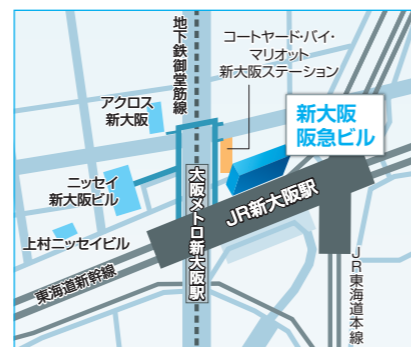 地下鉄御堂筋線
コートヤード・バイ・
マリオット
新大阪ステーション
アクロス
新大阪
新大阪
阪急ビル
ニッセイ
新大阪ビル
大阪メトロ新大阪駅
JR新大阪駅
上村ニッセイビル
東海道新幹線
JR東海道本線